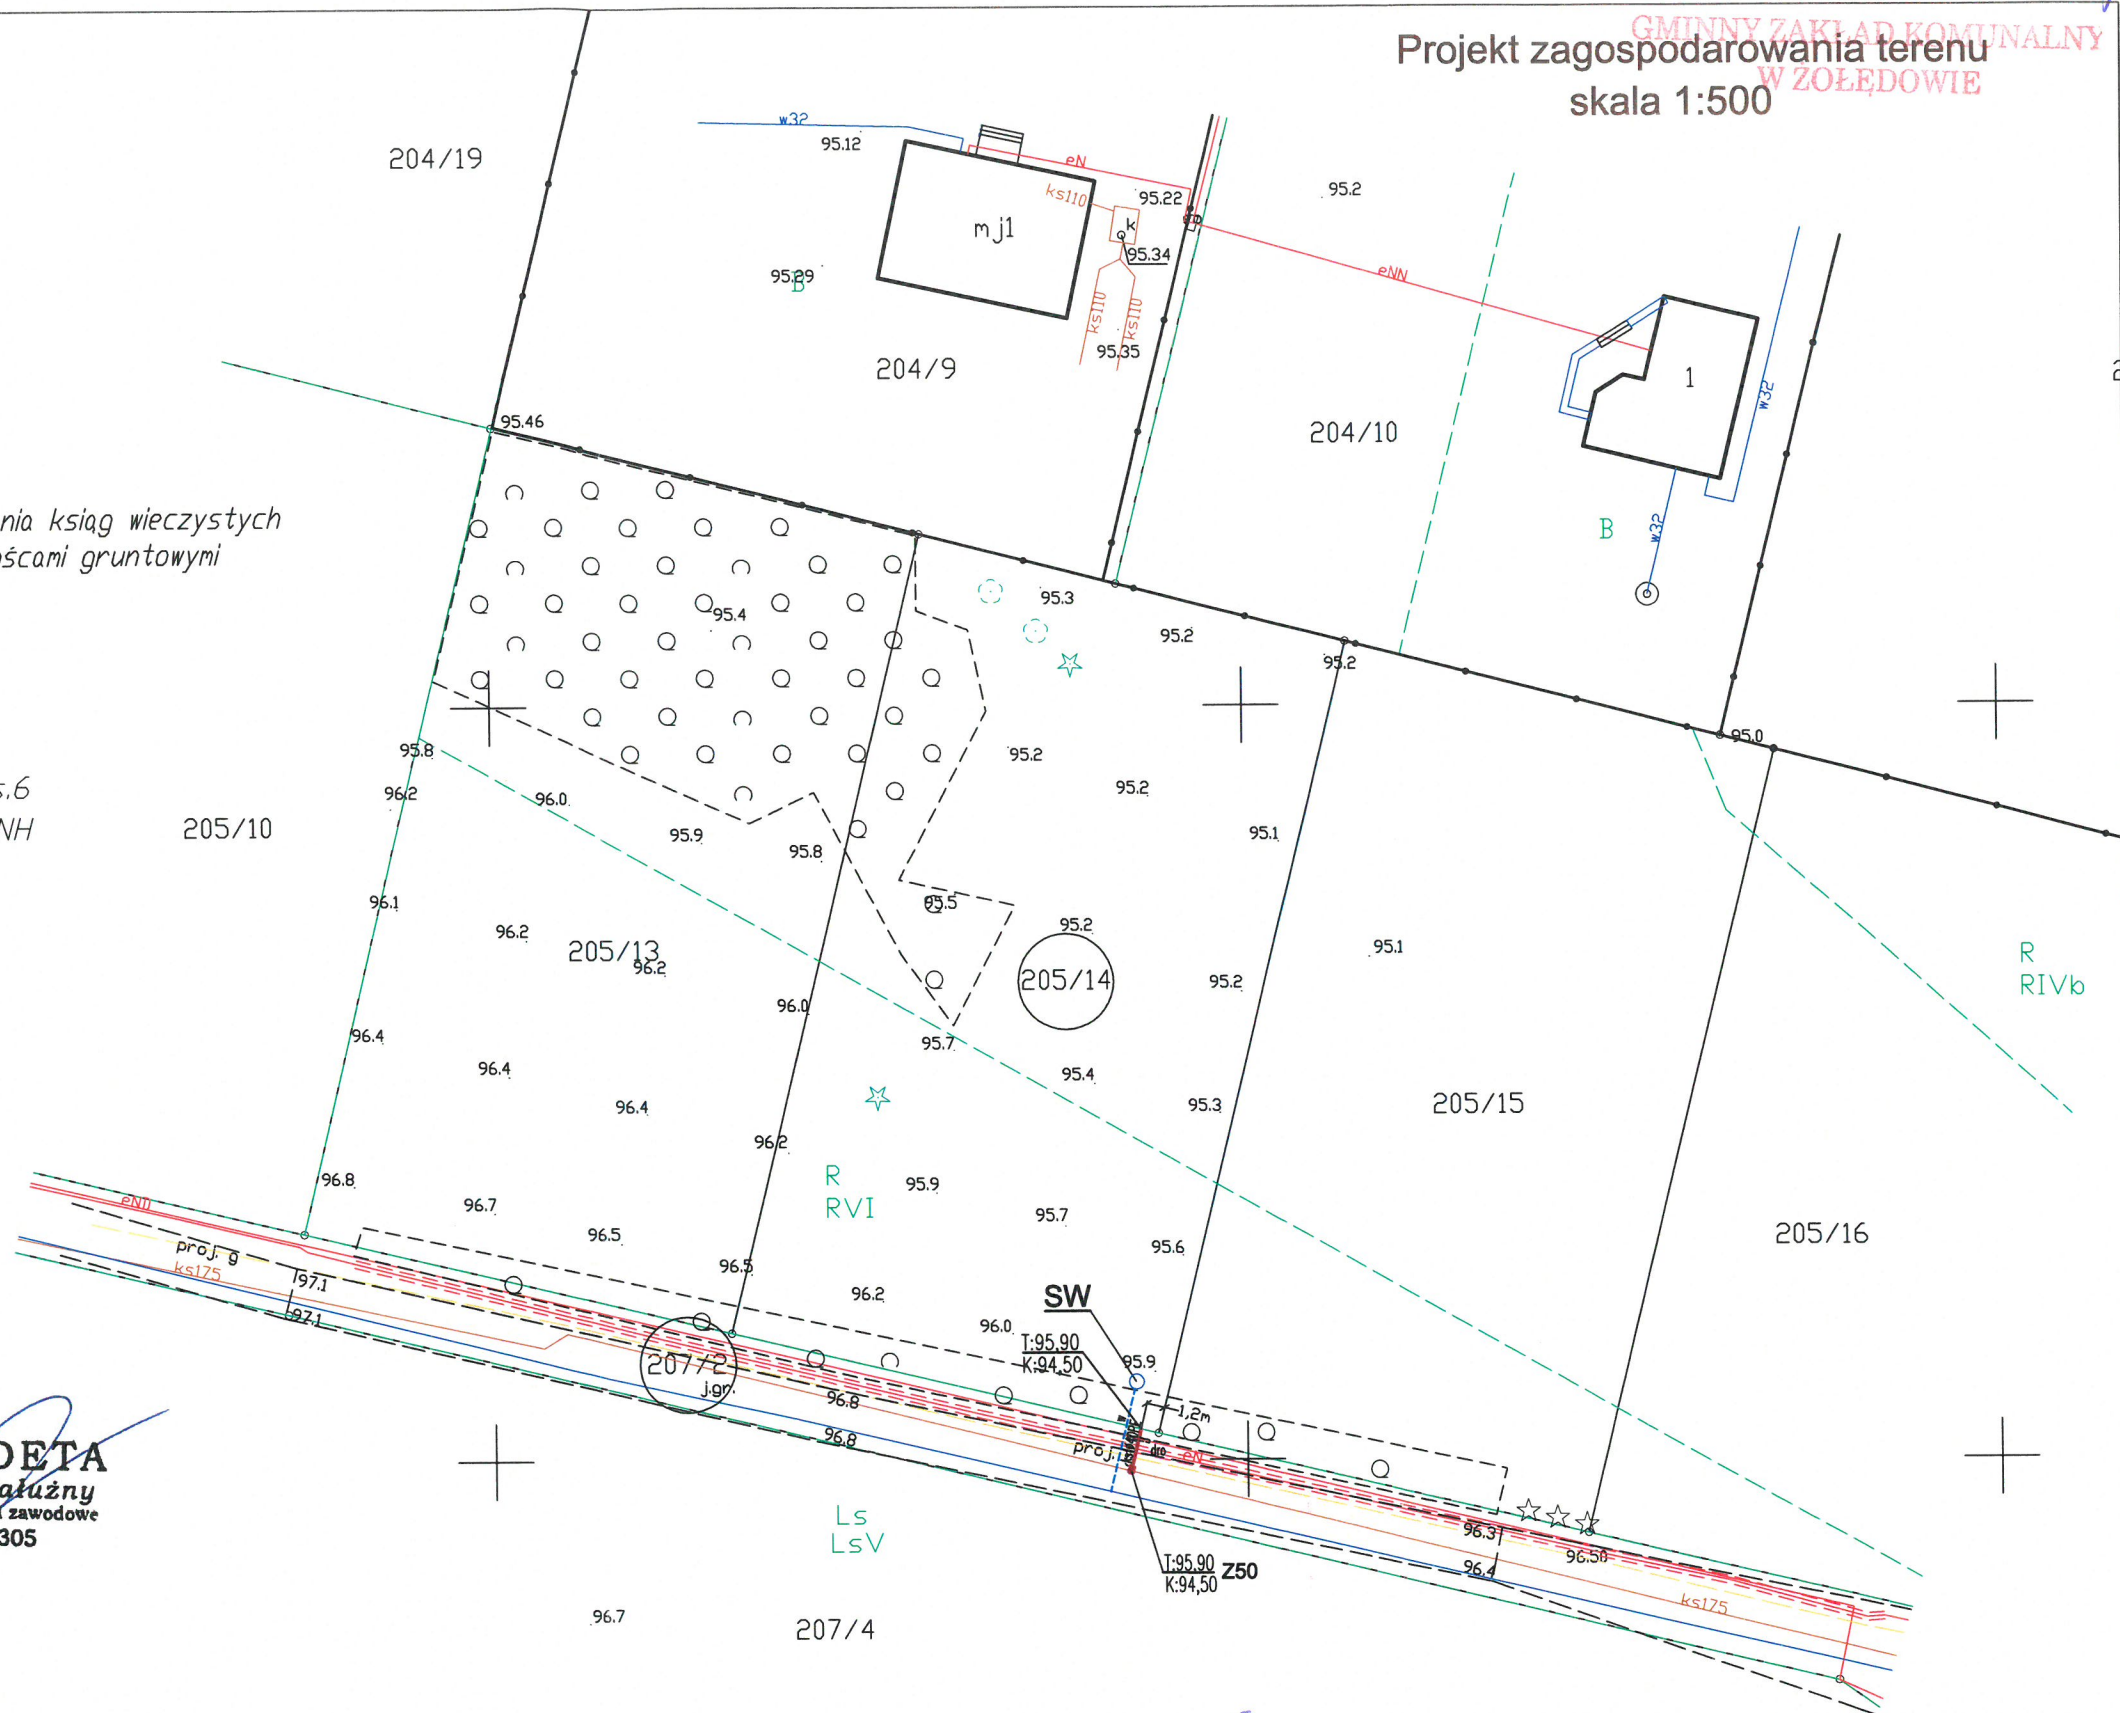 GMINNY ZAKŁAD KOMUNALNY
W ŻOŁĘDOWIE
Projekt zagospodarowania terenu
skala 1:500
204/19
w32
95.12
eN
ks110
95.22
95.2
mj1
k
95.34
eNN
95.29
B
ks110
ks110
95.35
204/9
1
w32
95.46
204/10
nia ksiąg wieczystych
ościami gruntowymi
B
w32
95.4
95.3
95.2
95.2
95.0
95.8
95.2
s.6
NH
96.2
96.0
95.2
205/10
95.9
95.8
95.1
96.1
95.5
96.2
95.2
205/13
96.2
95.1
R
RIVb
205/14
95.2
96.0
96.4
95.7
96.4
95.4
96.4
95.3
205/15
96.2
96.8
R
RVI
95.9
eND
96.7
95.7
96.5
95.6
205/16
proj. g
ks175
97.1
96.5
96.2
SW
97.1
96.0
T:95,90
K:94,50
95.9
207/2
j.gr.
96.8
1,2m
96.8
proj.
eN
DETA
ałużny
zawodowe
305
Ls
LsV
96.3
96.50
96.4
T:95,90
K:94,50
Z50
ks175
96.7
207/4